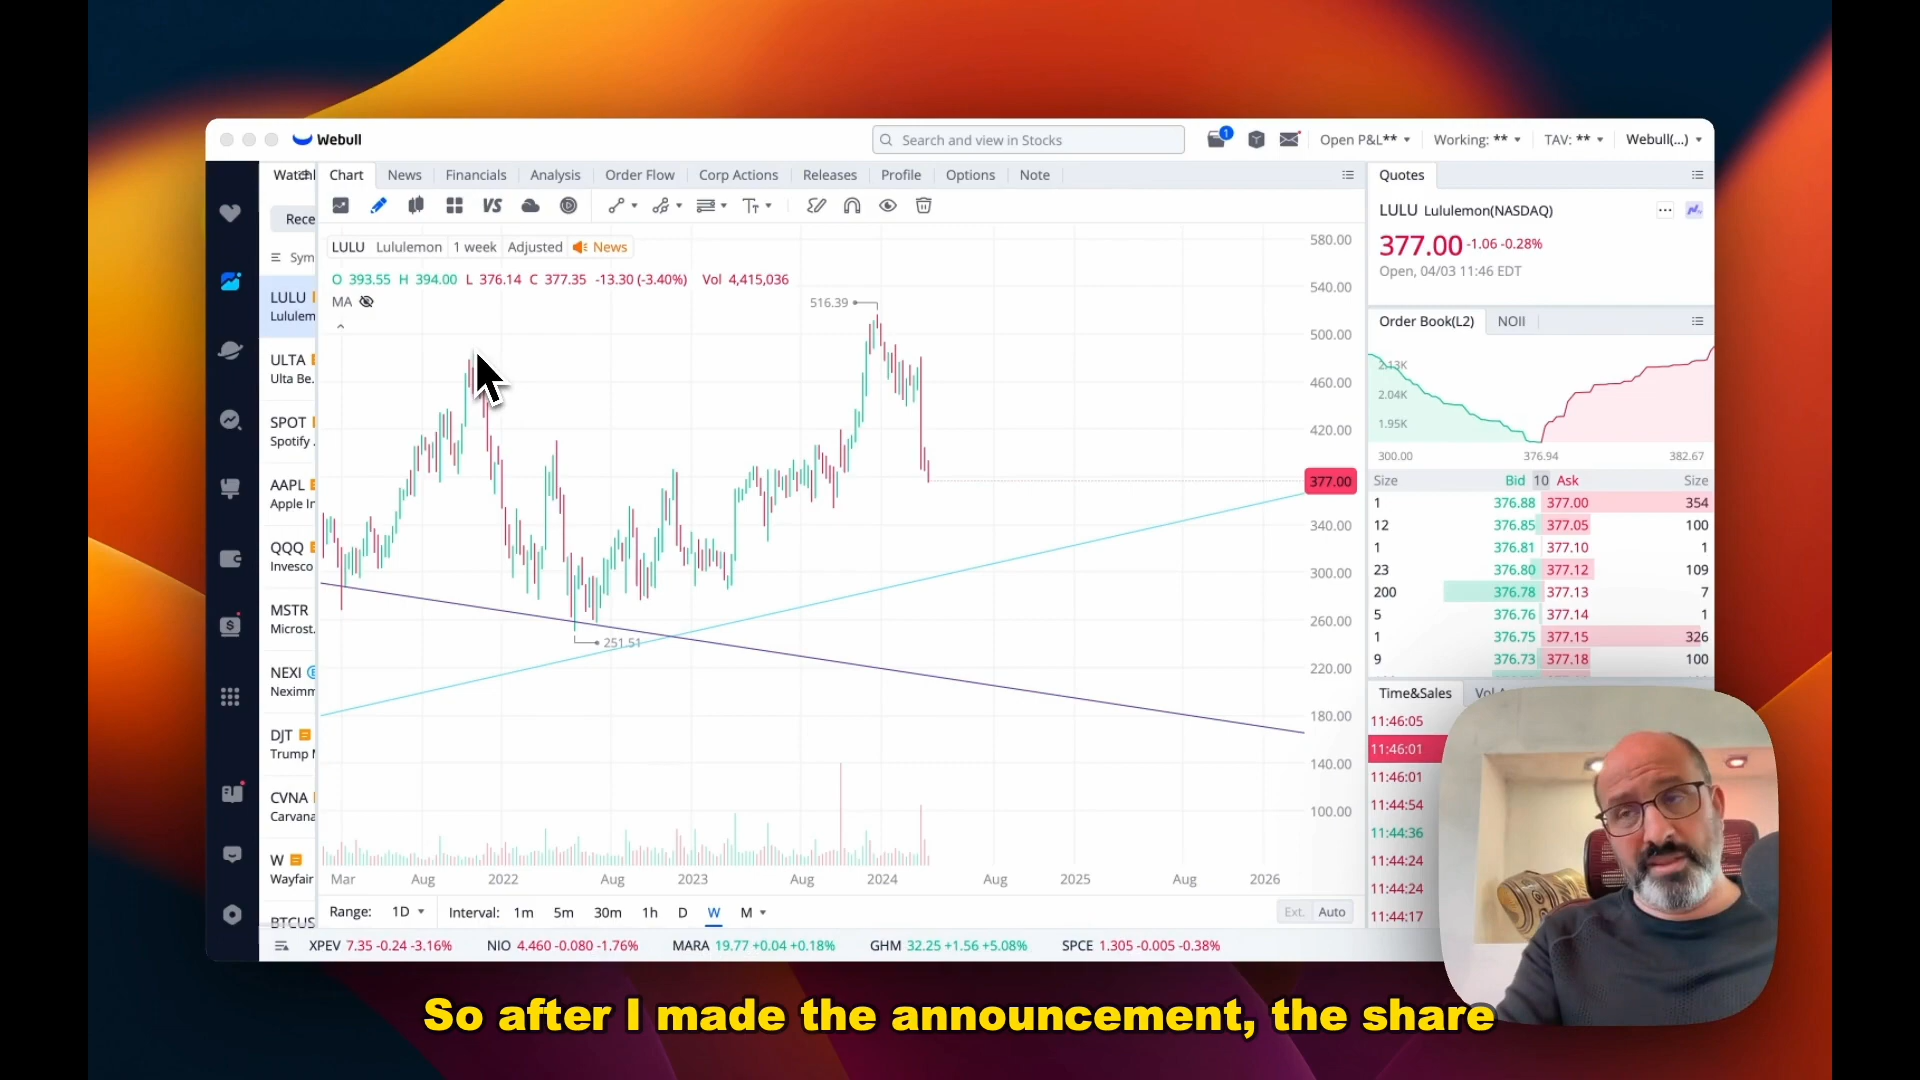 Webull
Search and view in Stocks
1
Open P&L**
Working: **
TAV: **
Webull(...)
Chart
News
Financials
Analysis
Order Flow
Corp Actions
Releases
Profile
Options
Note
Quotes
VS
Rece
Sym
LULU
Lululem
ULTA
Ulta Be.
SPOT
Spotify .
AAPL
Apple In
QQQ
Invesco
MSTR
Microst.
NEXI
Neximm
DJT
Trump
CVNA
Carvana
W
Wayfair
BTCUS
LULU Lululemon 1 week Adjusted News
O 393.55 H 394.00 L 376.14 C 377.35 -13.30 (-3.40%) Vol 4,415,036
MA
516.39
251.51
580.00
540.00
500.00
460.00
420.00
377.00
340.00
300.00
260.00
220.00
180.00
140.00
100.00
Mar Aug 2022 Aug 2023 Aug 2024 Aug 2025 Aug 2026
Range: 1D Interval: 1m 5m 30m 1h D W M
Ext. Auto
LULU Lululemon(NASDAQ)
377.00 -1.06 -0.28%
Open, 04/03 11:46 EDT
Order Book(L2) NOII
2.13K
2.04K
1.95K
300.00 376.94 382.67
Size Bid 10 Ask Size
1 376.88 377.00 354
12 376.85 377.05 100
1 376.81 377.10 1
23 376.80 377.12 109
200 376.78 377.13 7
5 376.76 377.14 1
1 376.75 377.15 326
9 376.73 377.18 100
Time&Sales
11:46:05
11:46:01
11:46:01
11:44:54
11:44:36
11:44:24
11:44:24
11:44:17
XPEV 7.35 -0.24 -3.16% NIO 4.460 -0.080 -1.76% MARA 19.77 +0.04 +0.18% GHM 32.25 +1.56 +5.08% SPCE 1.305 -0.005 -0.38%
So after I made the announcement, the share